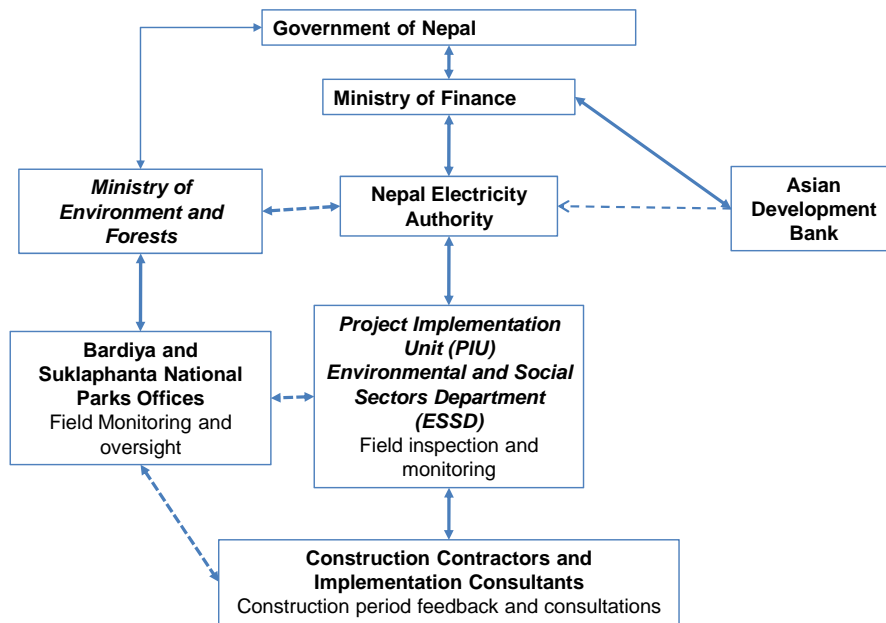 Government of Nepal
Ministry of Finance
Ministry of
Environment and
Forests
Nepal Electricity
Authority
Asian
Development
Bank
Bardiya and
Suklaphanta National
Parks Offices
Field Monitoring and
oversight
Project Implementation
Unit (PIU)
Environmental and Social
Sectors Department
(ESSD)
Field inspection and
monitoring
Construction Contractors and
Implementation Consultants
Construction period feedback and consultations